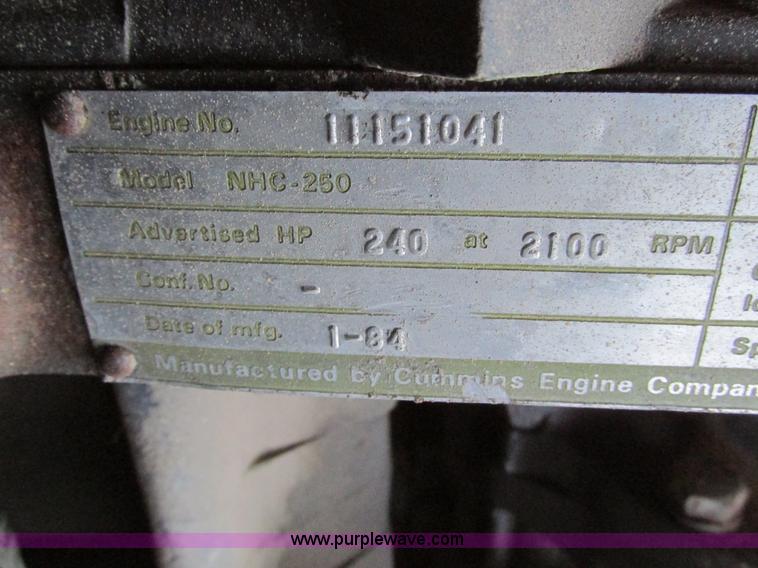 Engine No. 11151041
Model NHC-250
Advertised HP 240 at 2100 RPM
Conf. No. -
Date of mfg. 1-84
Sp
Manufactured by Cummins Engine Compan
www.purplewave.com